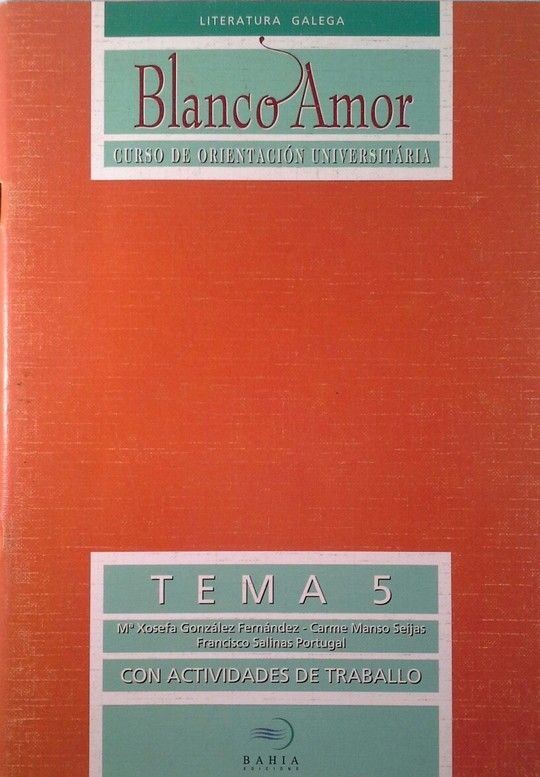 LITERATURA GALEGA
Blanco Amor
CURSO DE ORIENTACIÓN UNIVERSITÁRIA
TEMA 5
Mª Xosefa González Fernández - Carme Manso Seijas
Francisco Salinas Portugal
CON ACTIVIDADES DE TRABALLO
BAHIA
EDICIONS